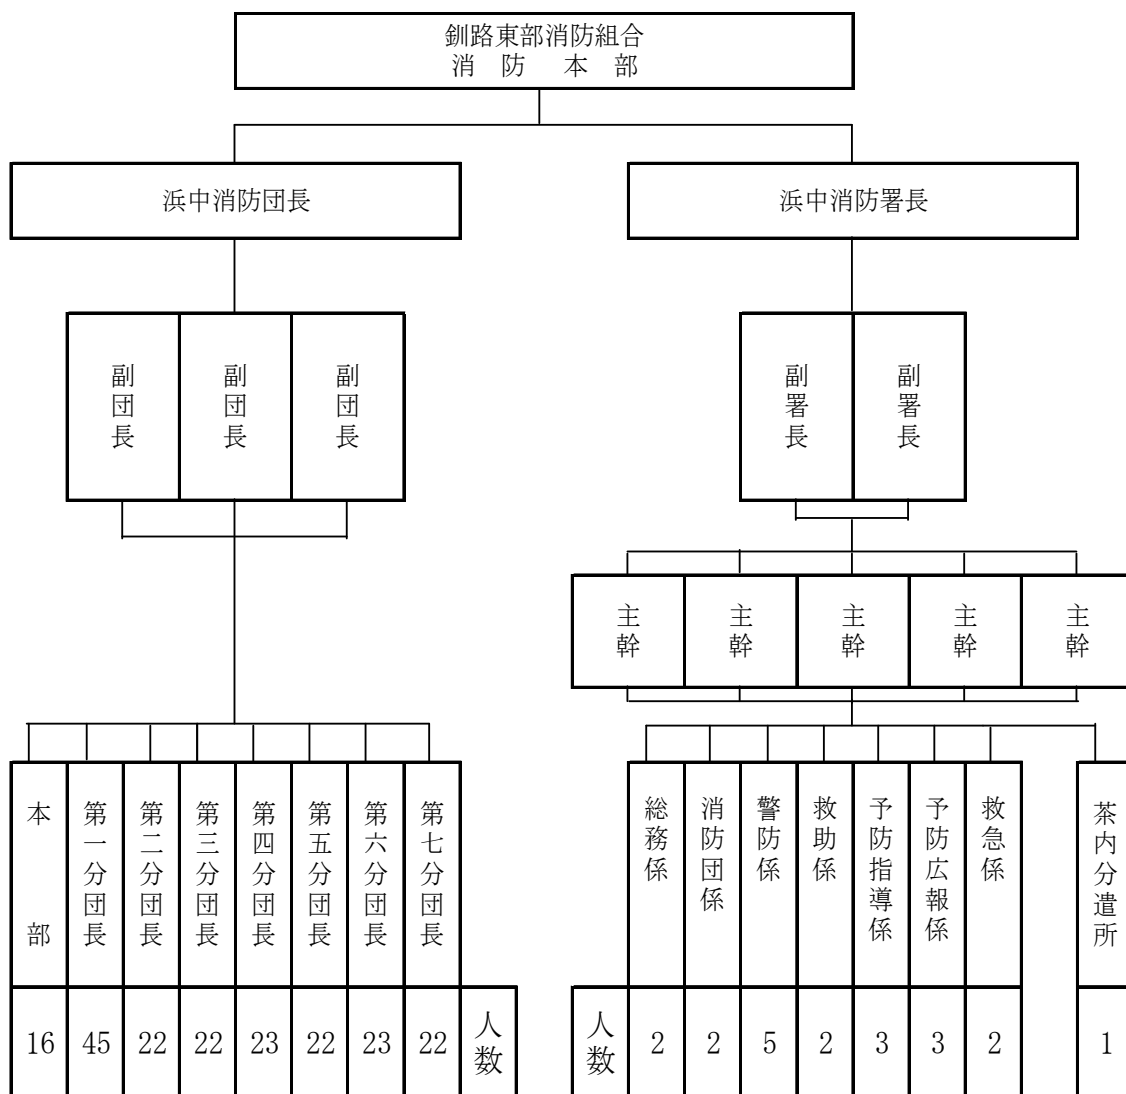 釧路東部消防組合
消 防 本 部
浜中消防団長
浜中消防署長
副団長
副団長
副団長
副署長
副署長
主幹
主幹
主幹
主幹
主幹
本部
第一分団長
第二分団長
第三分団長
第四分団長
第五分団長
第六分団長
第七分団長
総務係
消防団係
警防係
救助係
予防指導係
予防広報係
救急係
茶内分遣所
16 45 22 22 23 22 23 22 人数
人数 2 2 5 2 3 3 2 1